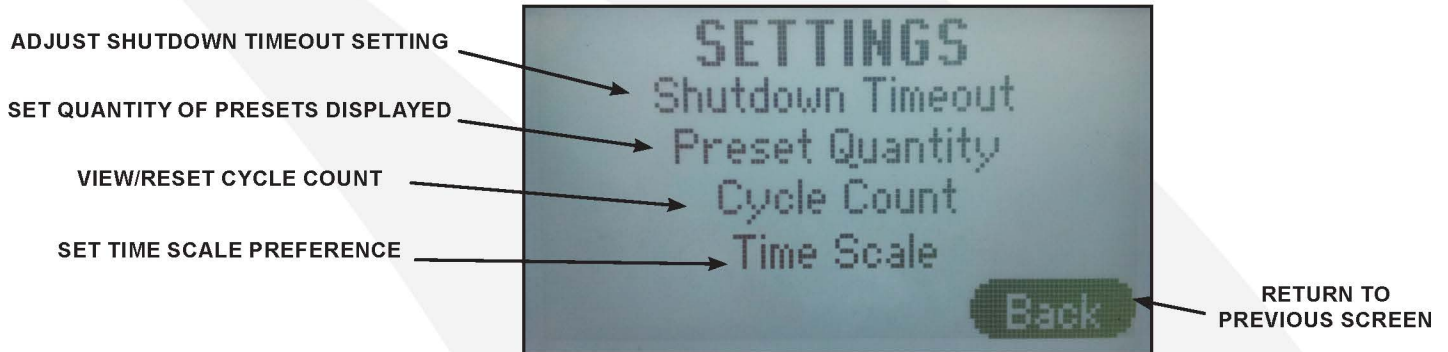 SETTINGS
ADJUST SHUTDOWN TIMEOUT SETTING
Shutdown Timeout
SET QUANTITY OF PRESETS DISPLAYED
Preset Quantity
VIEW/RESET CYCLE COUNT
Cycle Count
SET TIME SCALE PREFERENCE
Time Scale
Back
RETURN TO
PREVIOUS SCREEN